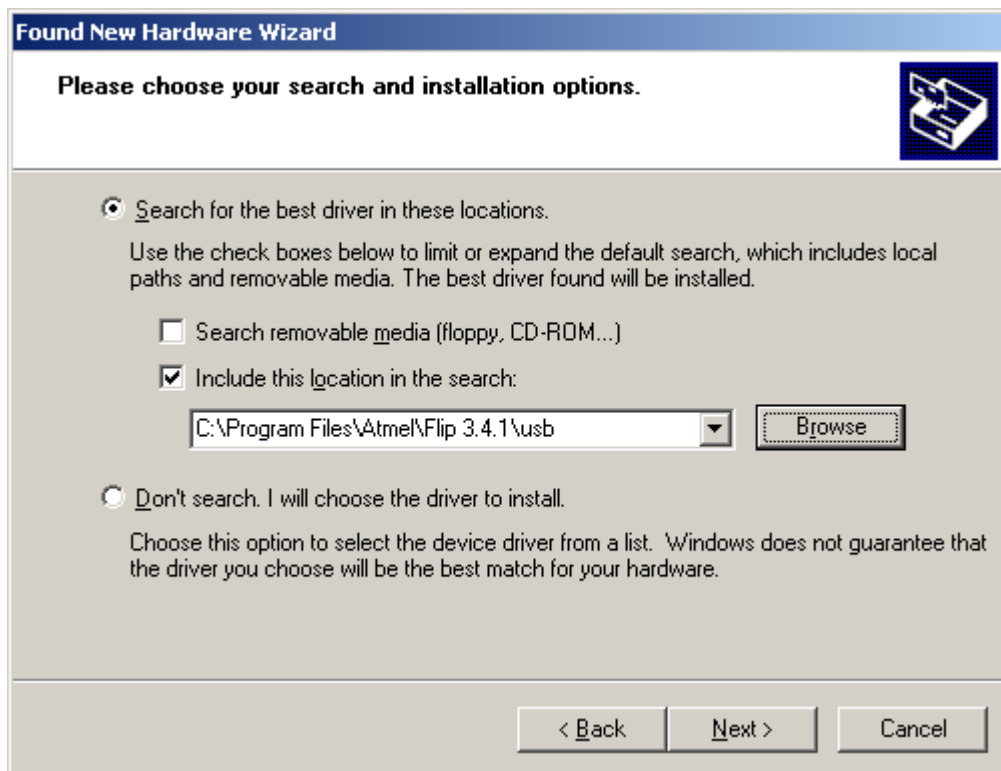 Found New Hardware Wizard
Please choose your search and installation options.
Search for the best driver in these locations.
Use the check boxes below to limit or expand the default search, which includes local
paths and removable media. The best driver found will be installed.
Search removable media (floppy, CD-ROM...)
Include this location in the search:
C:\Program Files\Atmel\Flip 3.4.1\usb
Browse
Don't search. I will choose the driver to install.
Choose this option to select the device driver from a list. Windows does not guarantee that
the driver you choose will be the best match for your hardware.
< Back
Next >
Cancel